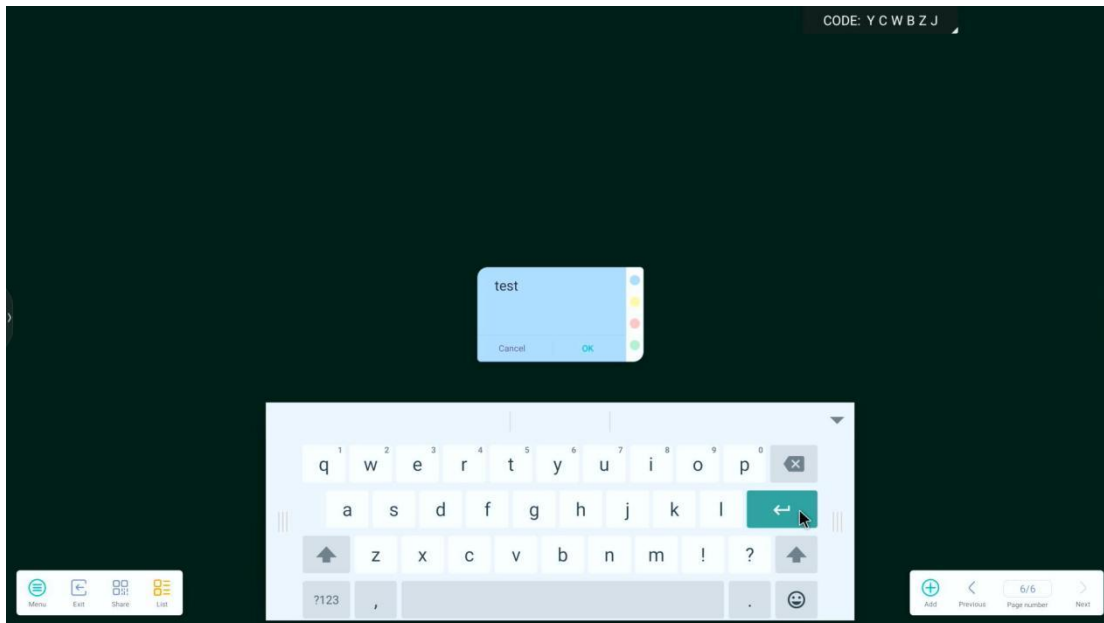 CODE: Y C W B Z J
test
Cancel OK
q 1 w 2 e 3 r 4 t 5 y 6 u 7 i 8 o 9 p 0
a s d f g h j k l
z x c v b n m ! ?
?123 , .
Menu Exit Share List
6/6
Add Previous Page number Next